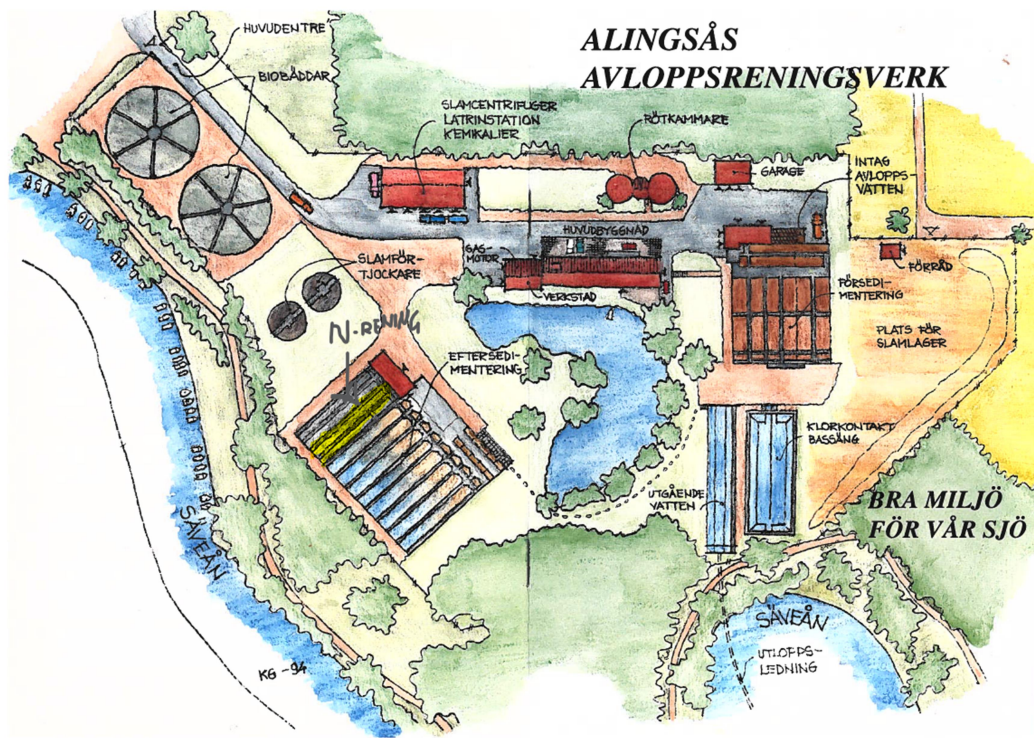 ALINGSÅS
AVLOPPSRENINGSVERK
HUVUDENTRE
BIOBÄDDAR
SLAMCENTRIFUGER
LATRINSTATION
KEMIKALIER
RÖTKAMMARE
GARAGE
INTAG
AVLOPPS
VATTEN
HUVUDBYGGNAD
GAS-
MOTOR
VERKSTAD
FÖRRÅD
SLAMFÖR-
TJOCKARE
FÖRSEDI-
MENTERING
PLATS FÖR
SLAMLAGER
N-RENING
EFTERSEDI-
MENTERING
KLORKONTAKT
BASSÄNG
UTGÅENDE
VATTEN
BRA MILJÖ
FÖR VÅR SJÖ
SÄVEÅN
SÄVEÅN
UTLOPPS-
LEDNING
KG -94